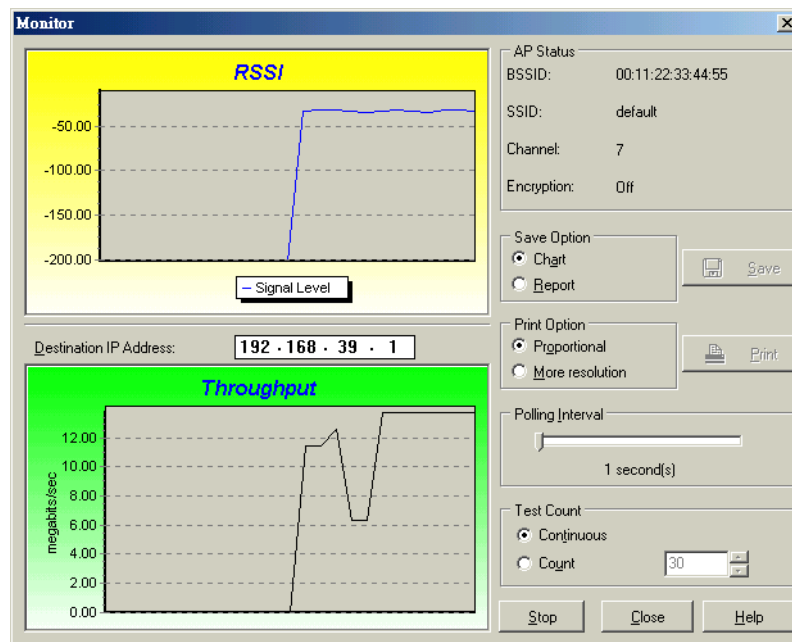 Monitor
RSSI
-50.00
-100.00
-150.00
-200.00
Signal Level
Destination IP Address:
192 . 168 . 39 . 1
Throughput
megabits/sec
12.00
10.00
8.00
6.00
4.00
2.00
0.00
AP Status
BSSID: 00:11:22:33:44:55
SSID: default
Channel: 7
Encryption: Off
Save Option
Chart
Report
Save
Print Option
Proportional
More resolution
Print
Polling Interval
1 second(s)
Test Count
Continuous
Count
30
Stop
Close
Help